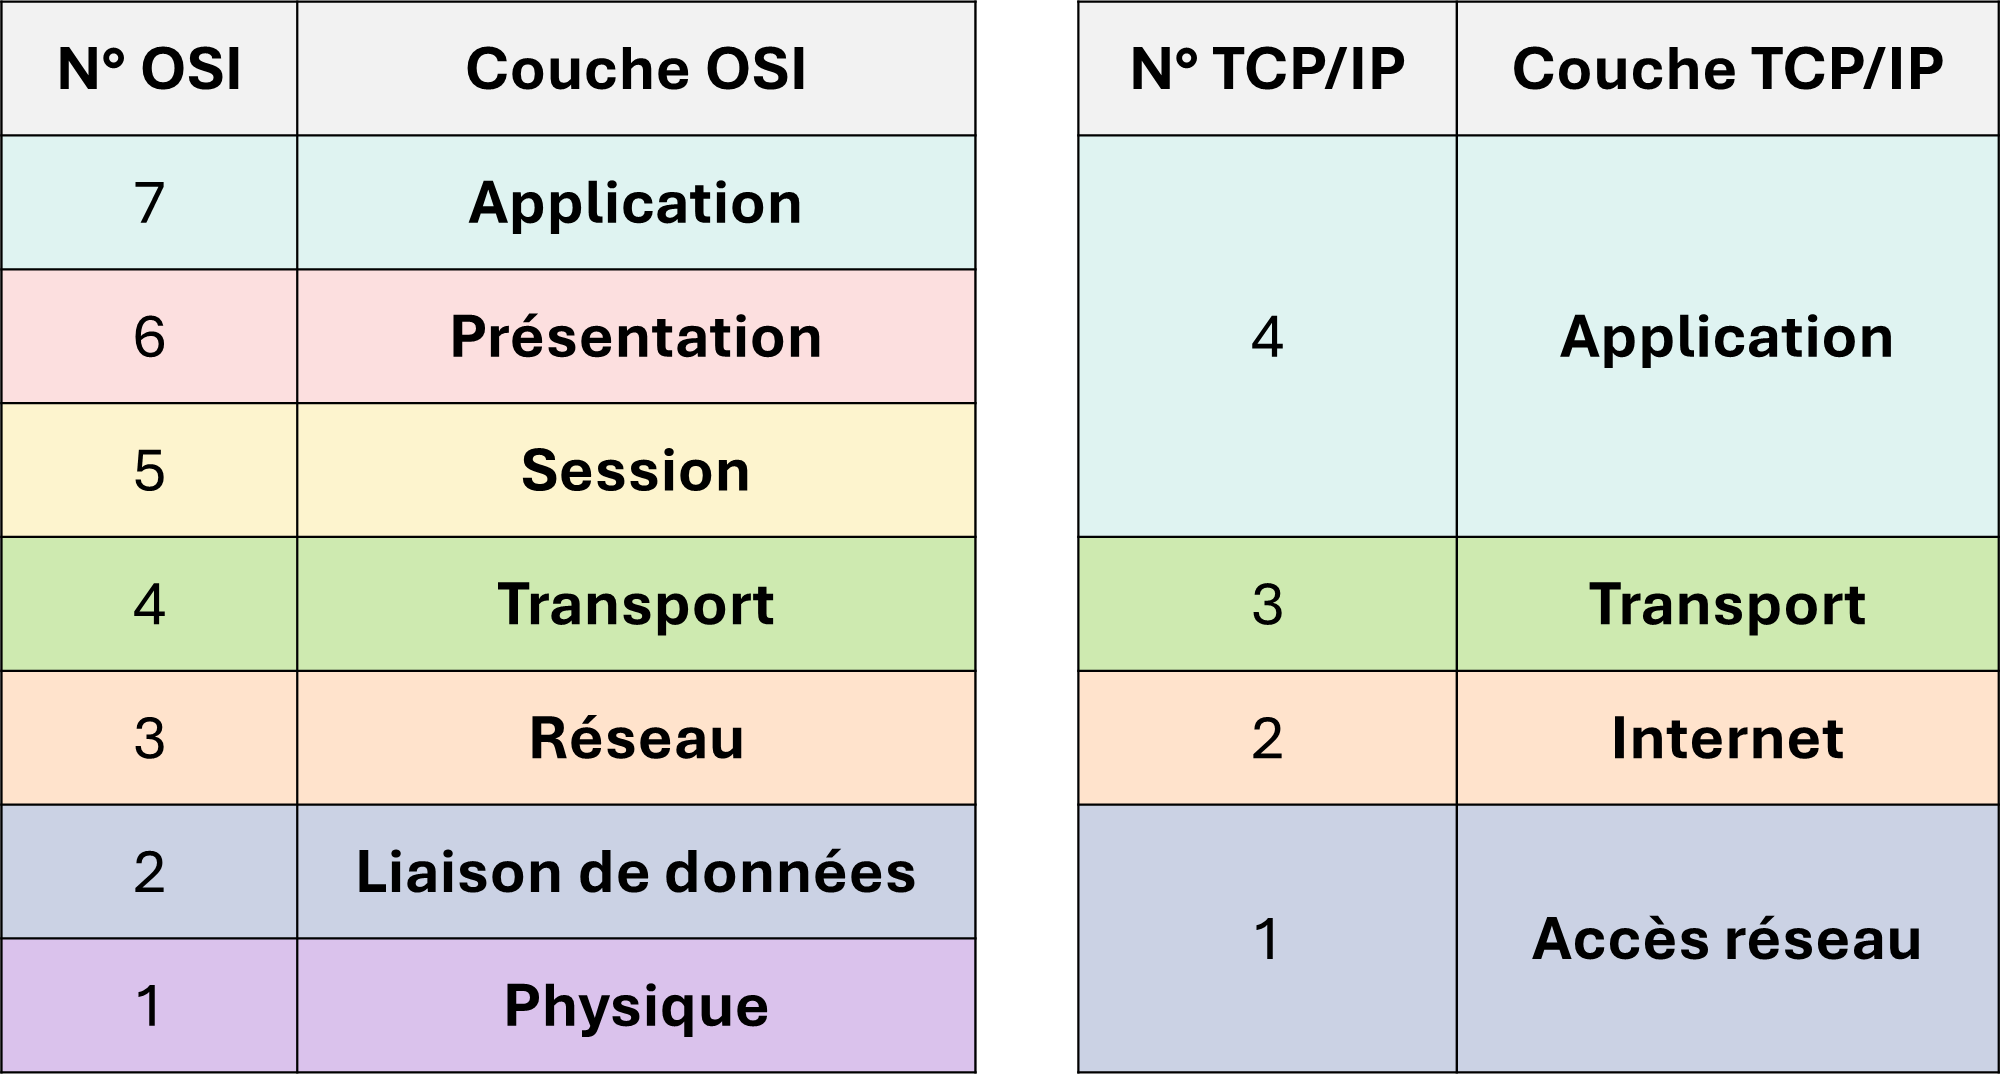 N° OSI Couche OSI
7 Application
6 Présentation
5 Session
4 Transport
3 Réseau
2 Liaison de données
1 Physique
N° TCP/IP Couche TCP/IP
4 Application
3 Transport
2 Internet
1 Accès réseau